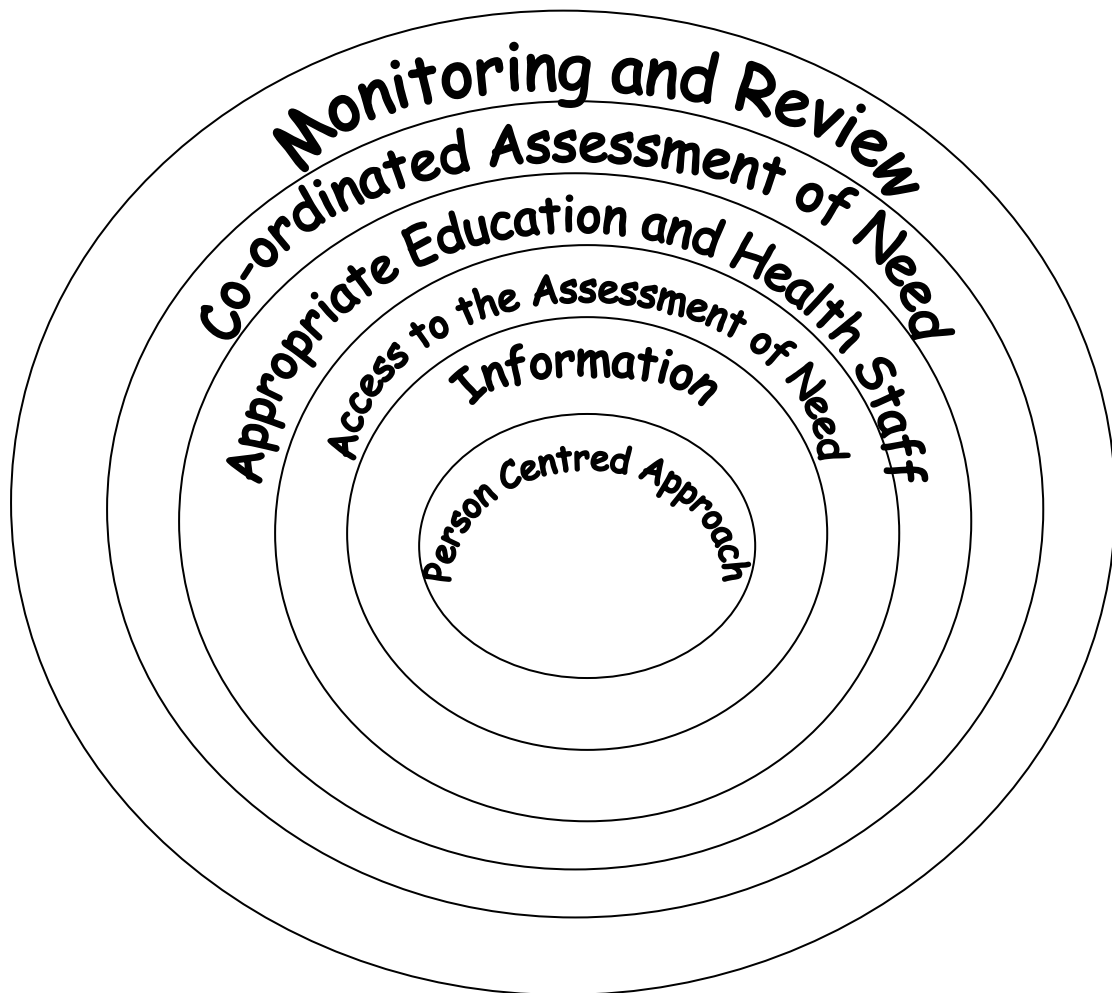 Monitoring and Review
Co-ordinated Assessment of Need
Appropriate Education and Health Staff
Access to the Assessment of Need
Information
Person Centred Approach